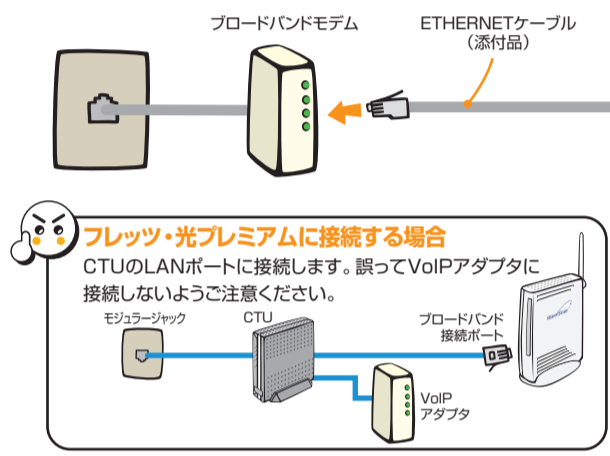 ブロードバンドモデム
ETHERNETケーブル
（添付品）
フレッツ・光プレミアムに接続する場合
CTUのLANポートに接続します。誤ってVoIPアダプタに
接続しないようご注意ください。
モジュラージャック
CTU
ブロードバンド
接続ポート
VoIP
アダプタ